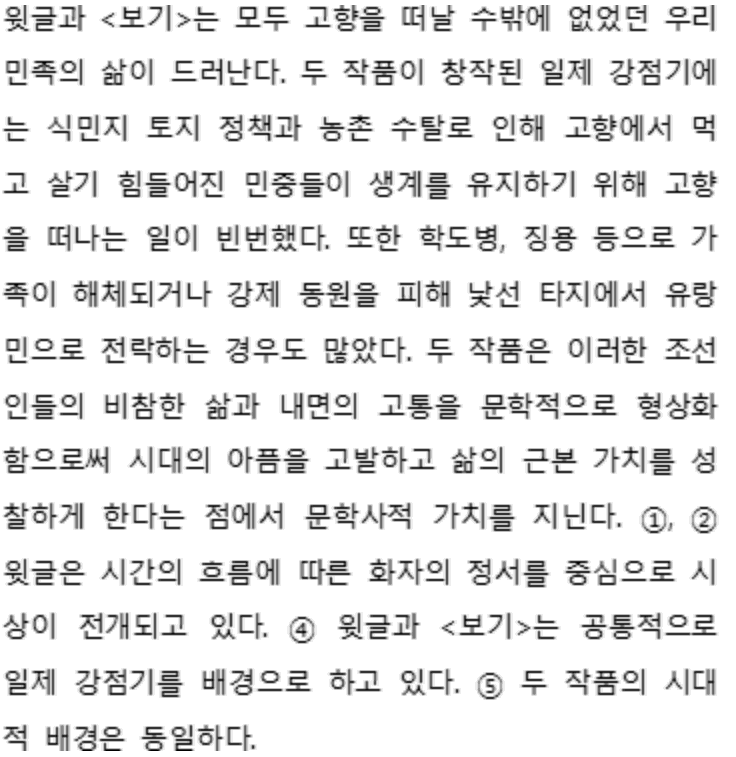 윗글과 <보기>는 모두 고향을 떠날 수밖에 없었던 우리
민족의 삶이 드러난다. 두 작품이 창작된 일제 강점기에
는 식민지 토지 정책과 농촌 수탈로 인해 고향에서 먹
고 살기 힘들어진 민중들이 생계를 유지하기 위해 고향
을 떠나는 일이 빈번했다. 또한 학도병, 징용 등으로 가
족이 해체되거나 강제 동원을 피해 낯선 타지에서 유랑
민으로 전락하는 경우도 많았다. 두 작품은 이러한 조선
인들의 비참한 삶과 내면의 고통을 문학적으로 형상화
함으로써 시대의 아픔을 고발하고 삶의 근본 가치를 성
찰하게 한다는 점에서 문학사적 가치를 지닌다. ①, ②
윗글은 시간의 흐름에 따른 화자의 정서를 중심으로 시
상이 전개되고 있다. ④ 윗글과 <보기>는 공통적으로
일제 강점기를 배경으로 하고 있다. ⑤ 두 작품의 시대
적 배경은 동일하다.